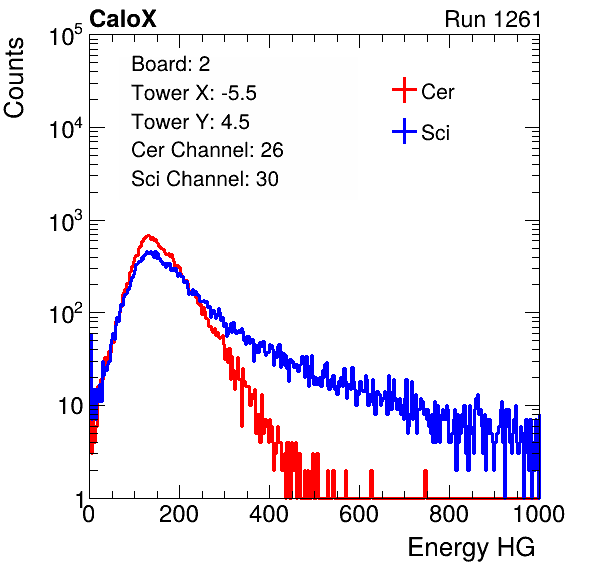 CaloX Run 1261
Counts
10^5
10^4
10^3
10^2
10
1
Board: 2
Tower X: -5.5
Tower Y: 4.5
Cer Channel: 26
Sci Channel: 30
Cer
Sci
0 200 400 600 800 1000
Energy HG